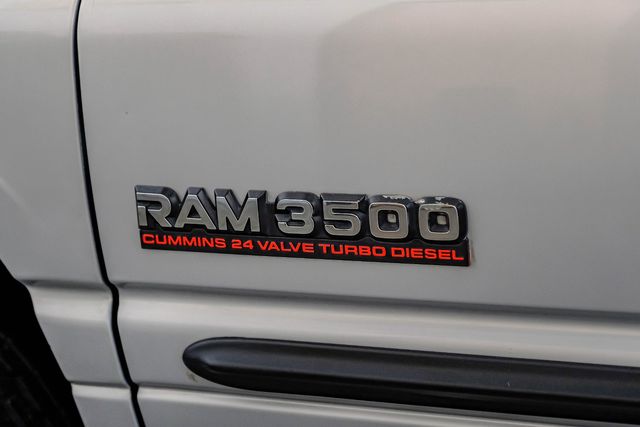 RAM 3500
CUMMINS 24 VALVE TURBO DIESEL